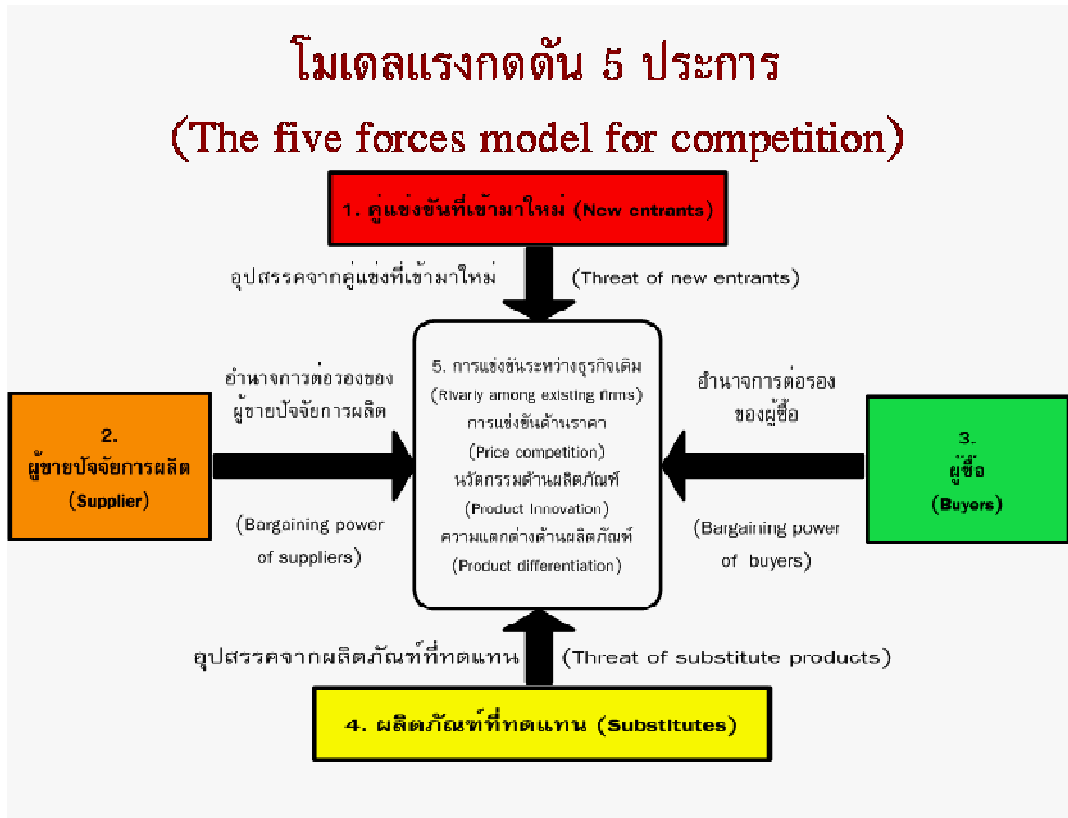 โมเดลแรงกดดัน 5 ประการ
(The five forces model for competition)
1. คู่แข่งขันที่เข้ามาใหม่ (New entrants)
อุปสรรคจากคู่แข่งที่เข้ามาใหม่
(Threat of new entrants)
อำนาจการต่อรองของ
ผู้ขายปัจจัยการผลิต
2.
ผู้ขายปัจจัยการผลิต
(Supplier)
(Bargaining power
of suppliers)
5. การแข่งขันระหว่างธุรกิจเดิม
(Rivarly among existing firms)
การแข่งขันด้านราคา
(Price competition)
นวัตกรรมด้านผลิตภัณฑ์
(Product Innovation)
ความแตกต่างด้านผลิตภัณฑ์
(Product differentiation)
อำนาจการต่อรอง
ของผู้ซื้อ
3.
ผู้ซื้อ
(Buyers)
(Bargaining power
of buyers)
อุปสรรคจากผลิตภัณฑ์ที่ทดแทน
(Threat of substitute products)
4. ผลิตภัณฑ์ที่ทดแทน (Substitutes)